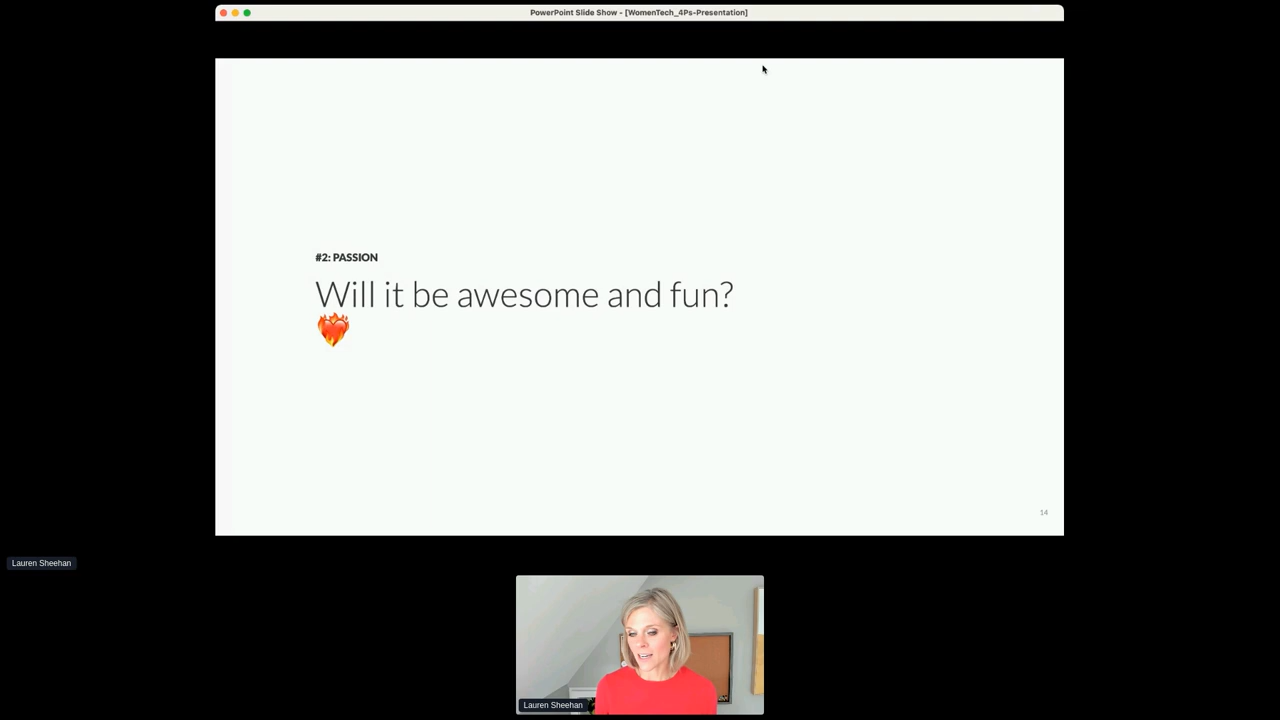 PowerPoint Slide Show - [WomenTech_4Ps-Presentation]
#2: PASSION
Will it be awesome and fun?
14
Lauren Sheehan
Lauren Sheehan